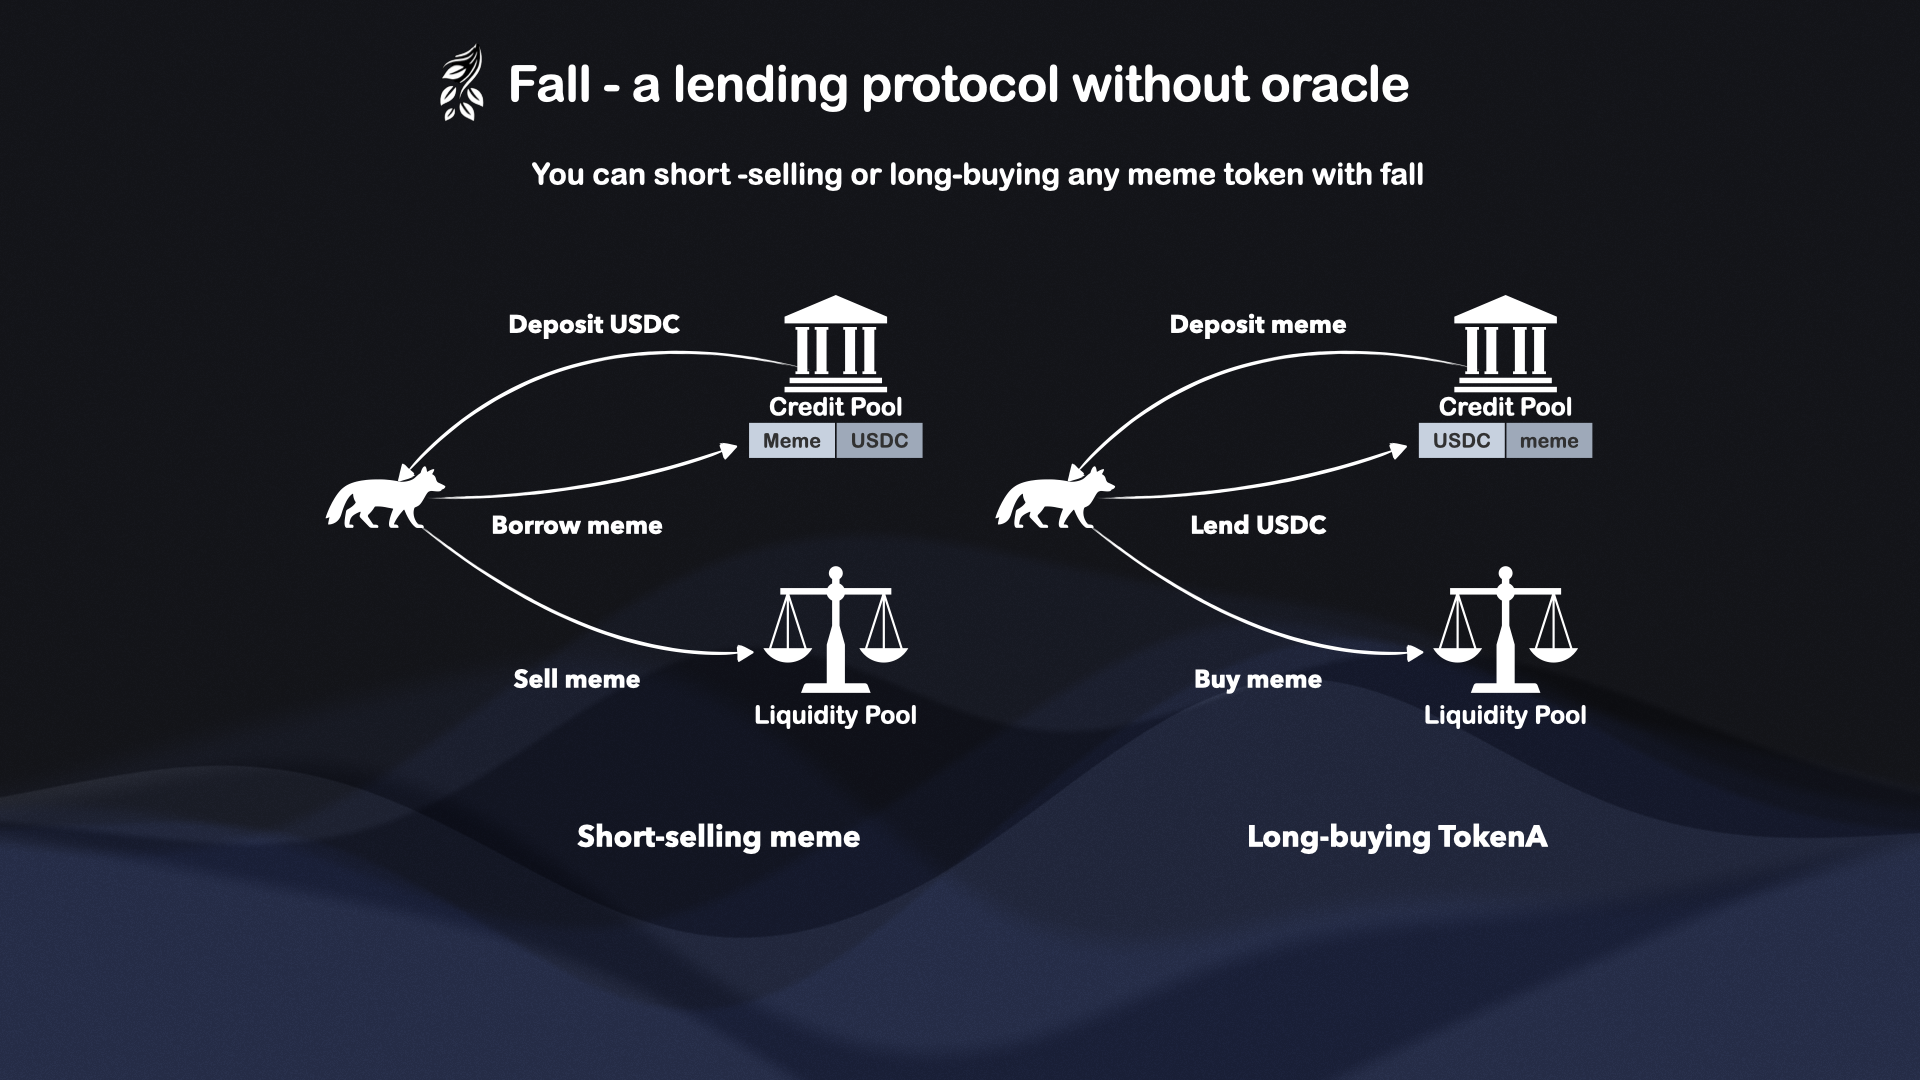 Fall - a lending protocol without oracle
You can short -selling or long-buying any meme token with fall
Deposit USDC
Credit Pool
Meme USDC
Borrow meme
Sell meme
Liquidity Pool
Short-selling meme
Deposit meme
Credit Pool
USDC meme
Lend USDC
Buy meme
Liquidity Pool
Long-buying TokenA